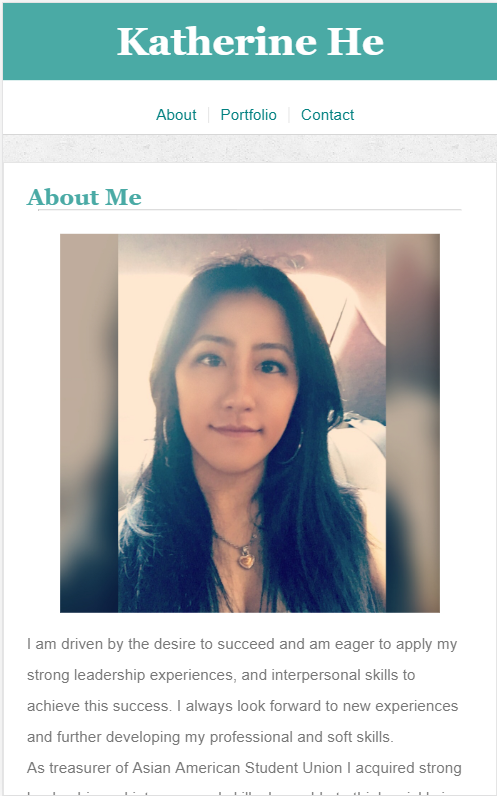 Katherine He
About
Portfolio
Contact
About Me
I am driven by the desire to succeed and am eager to apply my
strong leadership experiences, and interpersonal skills to
achieve this success. I always look forward to new experiences
and further developing my professional and soft skills.
As treasurer of Asian American Student Union I acquired strong